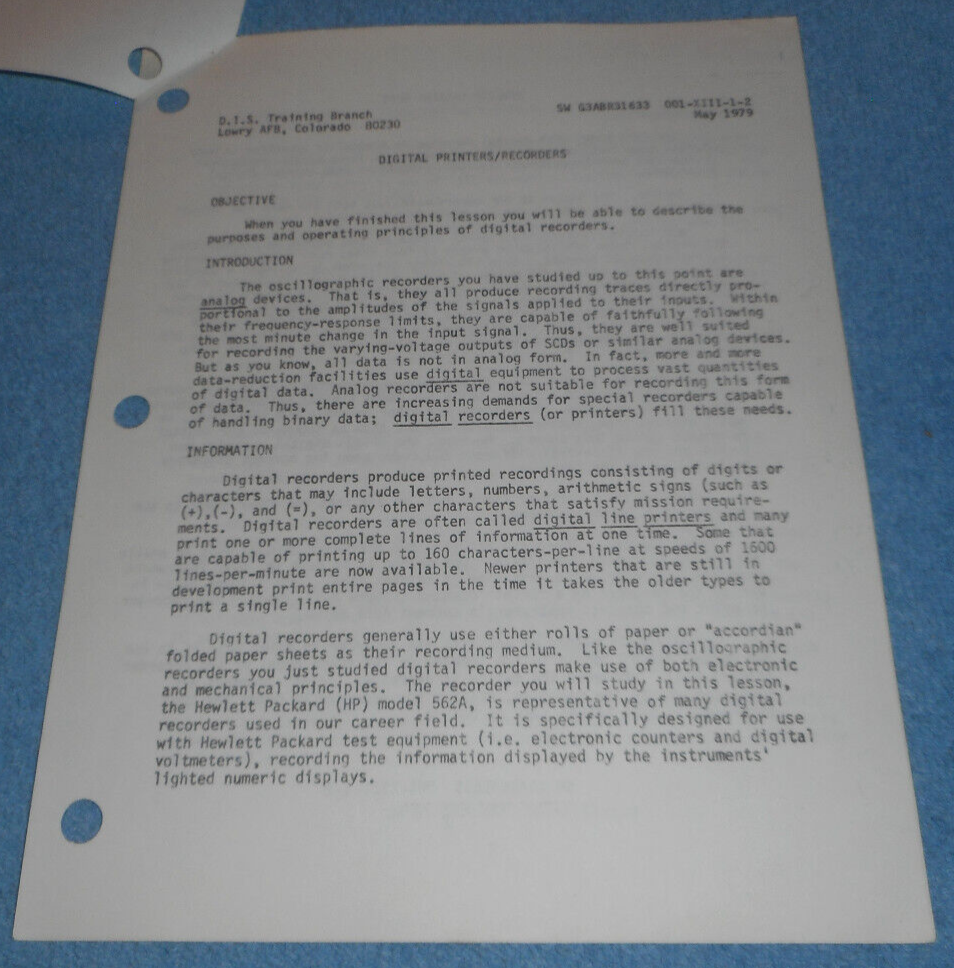 D.I.S. Training Branch
Lowry AFB, Colorado 80230
SW G3ABR31633 001-XIII-1-2
May 1979
DIGITAL PRINTERS/RECORDERS
OBJECTIVE
When you have finished this lesson you will be able to describe the
purposes and operating principles of digital recorders.
INTRODUCTION
The oscillographic recorders you have studied up to this point are
analog devices. That is, they all produce recording traces directly pro-
portional to the amplitudes of the signals applied to their inputs. Within
their frequency-response limits, they are capable of faithfully following
the most minute change in the input signal. Thus, they are well suited
for recording the varying-voltage outputs of SCDs or similar analog devices.
But as you know, all data is not in analog form. In fact, more and more
data-reduction facilities use digital equipment to process vast quantities
of digital data. Analog recorders are not suitable for recording this form
of data. Thus, there are increasing demands for special recorders capable
of handling binary data; digital recorders (or printers) fill these needs.
INFORMATION
Digital recorders produce printed recordings consisting of digits or
characters that may include letters, numbers, arithmetic signs (such as
(+),(-), and (=), or any other characters that satisfy mission require-
ments. Digital recorders are often called digital line printers and many
print one or more complete lines of information at one time. Some that
are capable of printing up to 160 characters-per-line at speeds of 1600
lines-per-minute are now available. Newer printers that are still in
development print entire pages in the time it takes the older types to
print a single line.
Digital recorders generally use either rolls of paper or "accordian"
folded paper sheets as their recording medium. Like the oscillographic
recorders you just studied digital recorders make use of both electronic
and mechanical principles. The recorder you will study in this lesson,
the Hewlett Packard (HP) model 562A, is representative of many digital
recorders used in our career field. It is specifically designed for use
with Hewlett Packard test equipment (i.e. electronic counters and digital
voltmeters), recording the information displayed by the instruments'
lighted numeric displays.